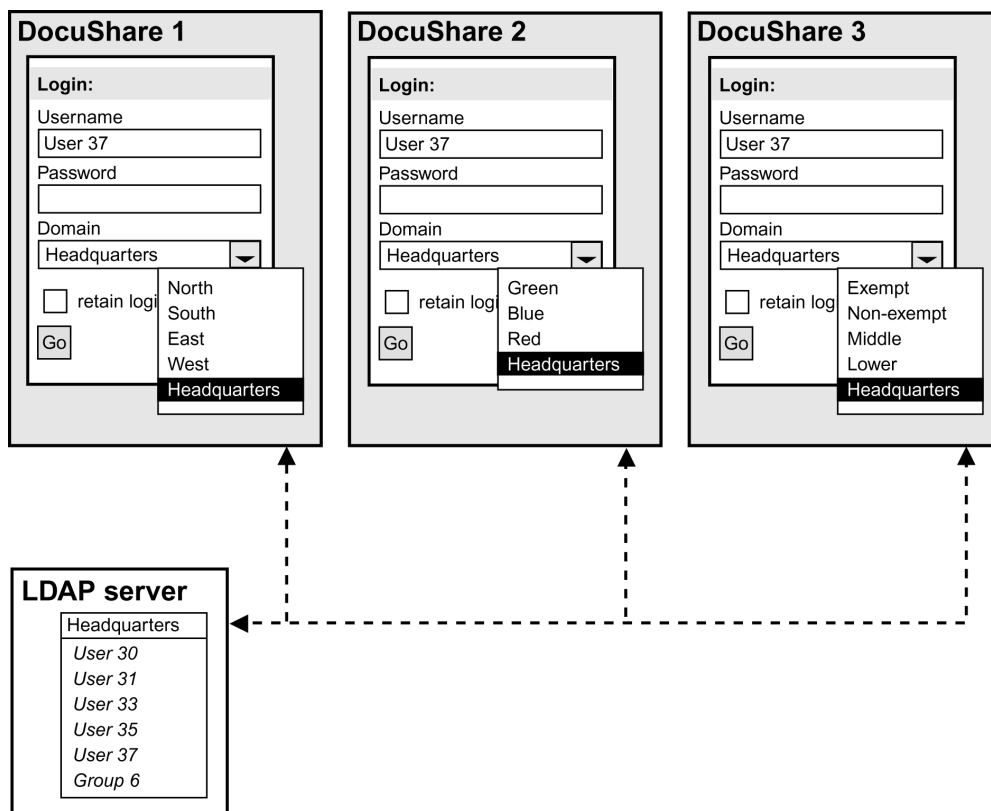 DocuShare 1
Login:
Username
User 37
Password
Domain
Headquarters
North
South
East
West
Headquarters
retain logi
Go
DocuShare 2
Login:
Username
User 37
Password
Domain
Headquarters
Green
Blue
Red
Headquarters
retain logi
Go
DocuShare 3
Login:
Username
User 37
Password
Domain
Headquarters
Exempt
Non-exempt
Middle
Lower
Headquarters
retain log
Go
LDAP server
Headquarters
User 30
User 31
User 33
User 35
User 37
Group 6